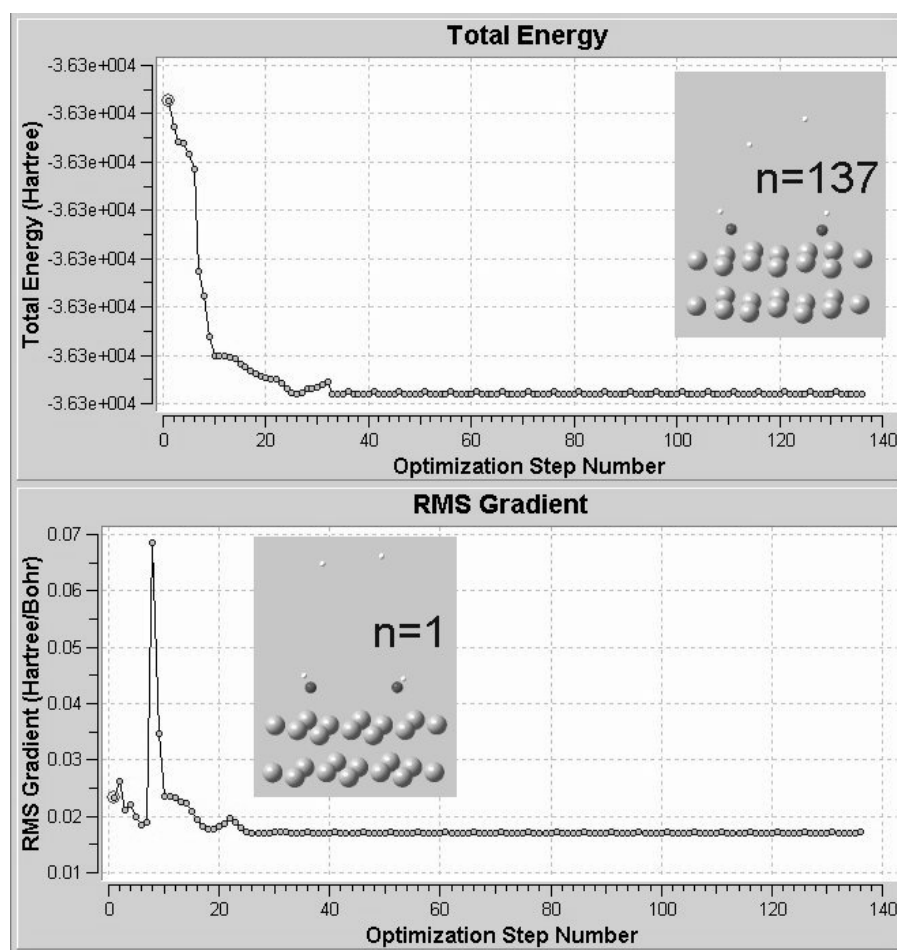 Total Energy
-3.63e+004
-3.63e+004
-3.63e+004
-3.63e+004
-3.63e+004
-3.63e+004
-3.63e+004
-3.63e+004
Total Energy (Hartree)
n=137
0 20 40 60 80 100 120 140
Optimization Step Number
RMS Gradient
0.07
0.06
0.05
0.04
0.03
0.02
0.01
RMS Gradient (Hartree/Bohr)
n=1
0 20 40 60 80 100 120 140
Optimization Step Number